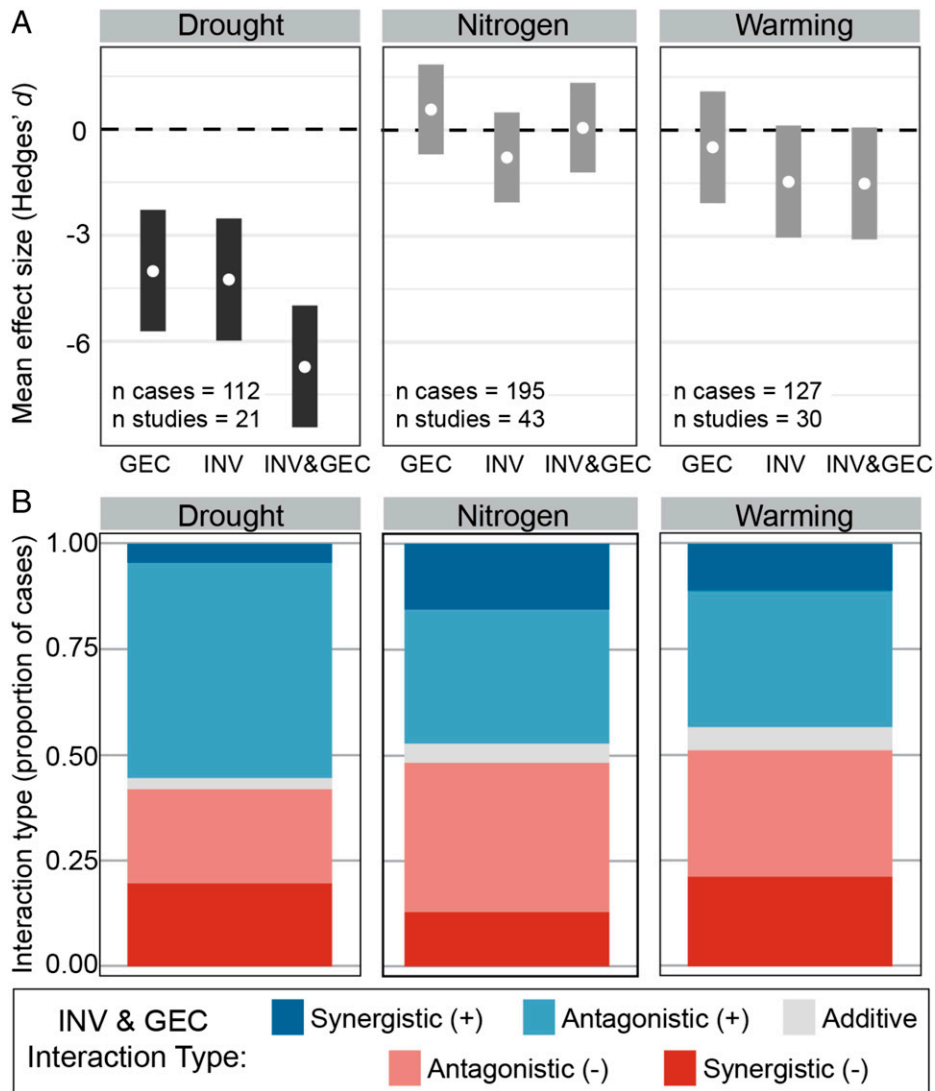 A
Drought
Nitrogen
Warming
Mean effect size (Hedges' d)
0
-3
-6
n cases = 112
n studies = 21
n cases = 195
n studies = 43
n cases = 127
n studies = 30
GEC INV INV&GEC
GEC INV INV&GEC
GEC INV INV&GEC
B
Drought
Nitrogen
Warming
Interaction type (proportion of cases)
1.00
0.75
0.50
0.25
0.00
INV & GEC
Interaction Type:
Synergistic (+) Antagonistic (+) Additive
Antagonistic (-) Synergistic (-)